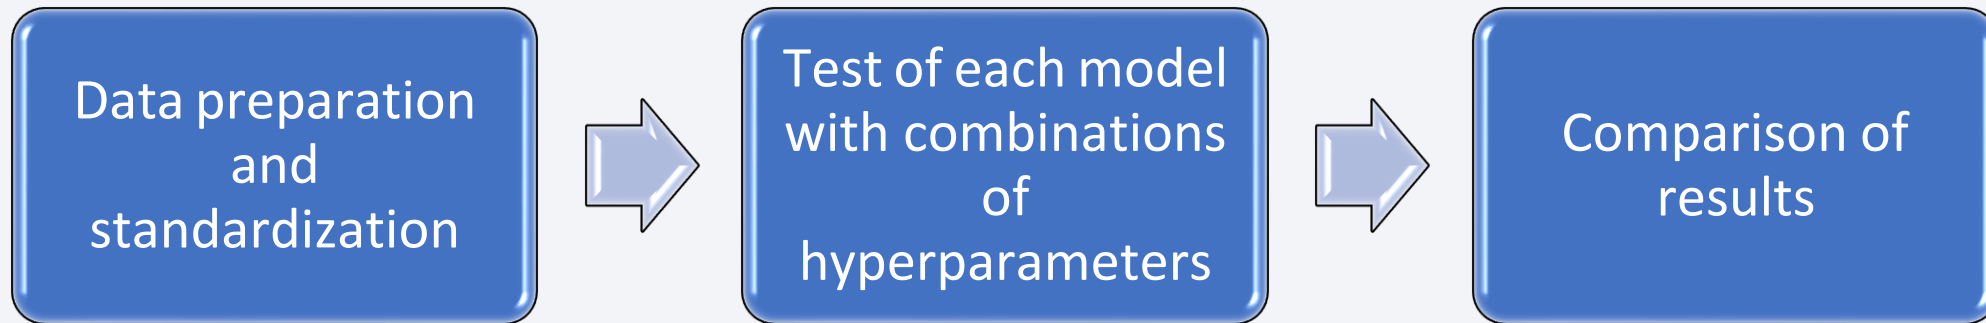 Data preparation
and
standardization
Test of each model
with combinations
of
hyperparameters
Comparison of
results